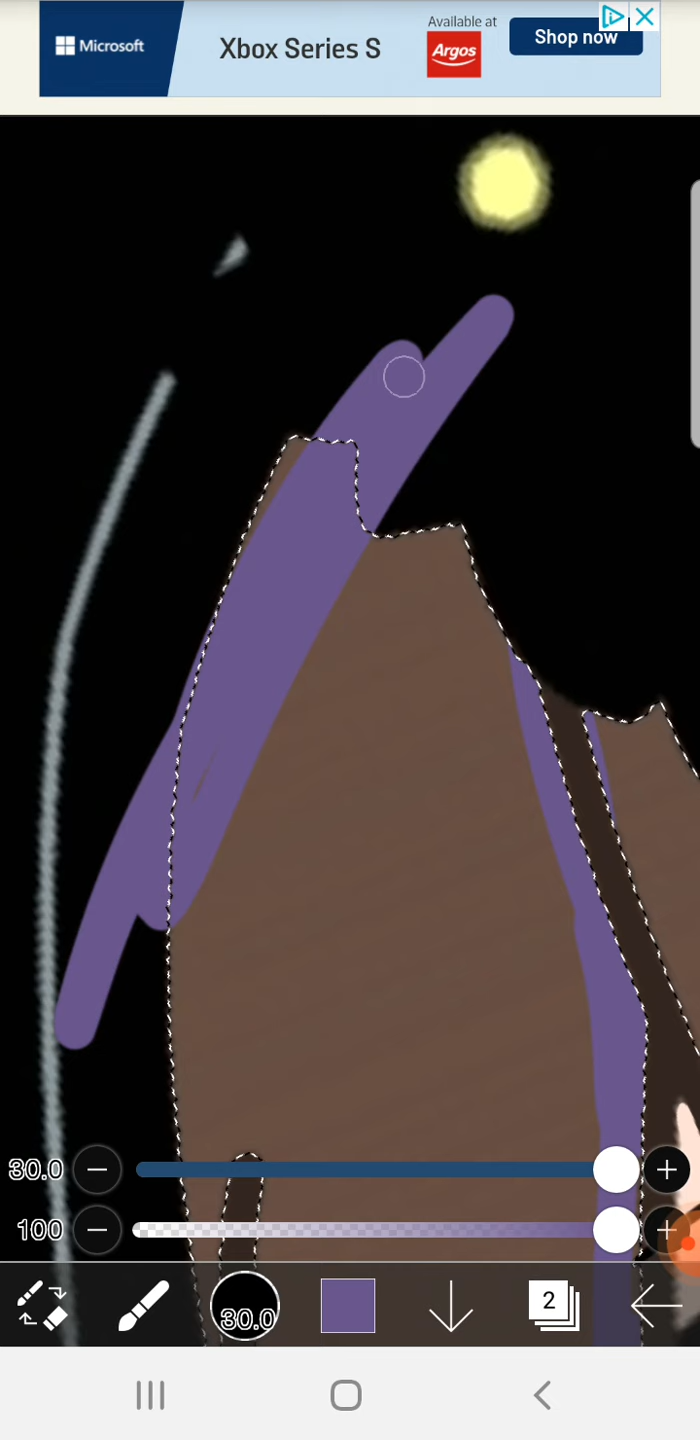 Microsoft
Xbox Series S
Available at
Argos
Shop now
30.0
100
30.0
2